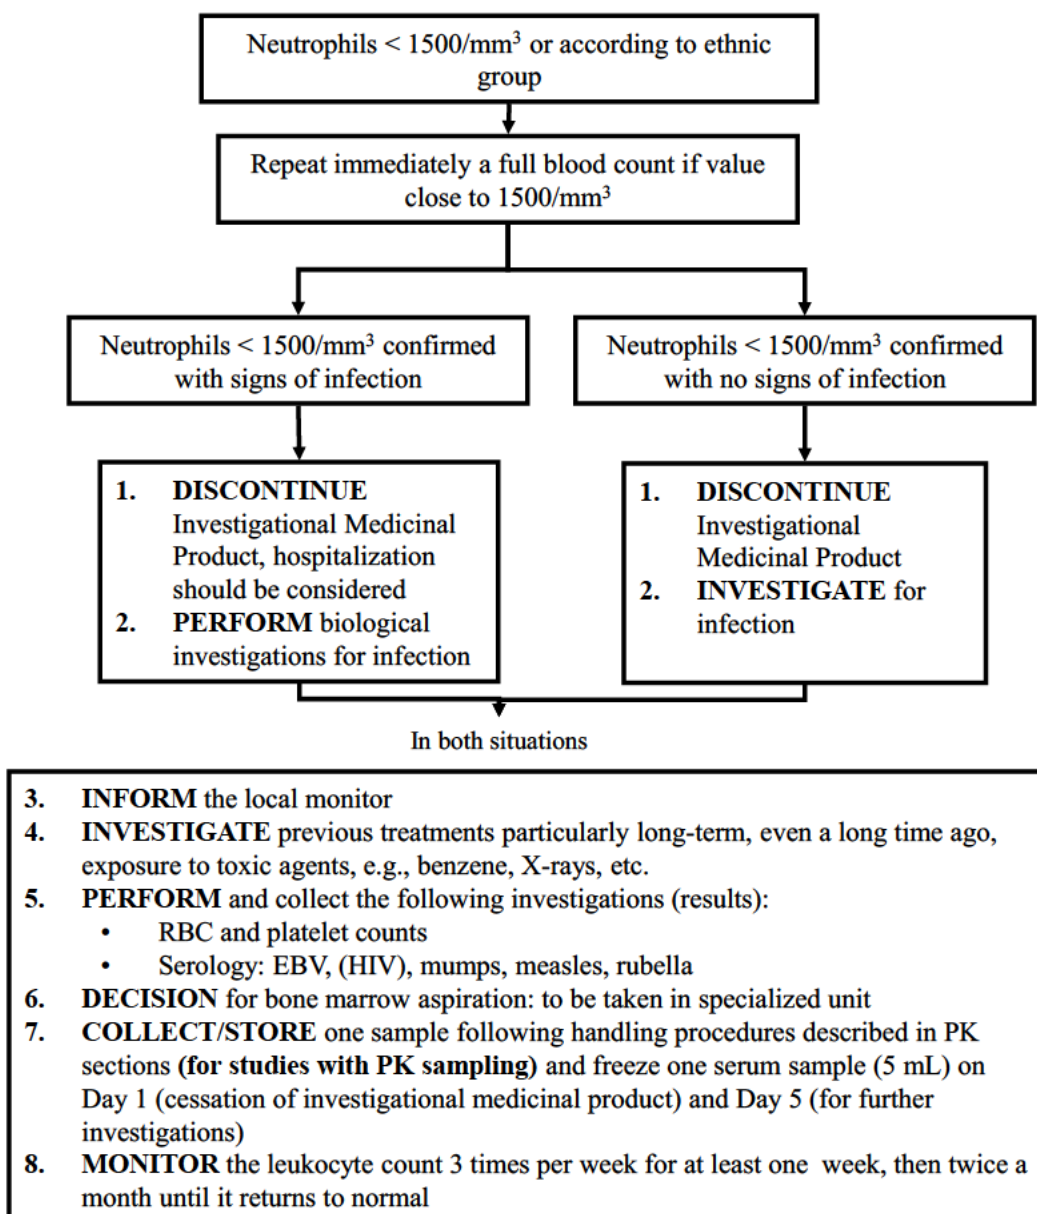 Neutrophils < 1500/mm³ or according to ethnic
group
Repeat immediately a full blood count if value
close to 1500/mm³
Neutrophils < 1500/mm³ confirmed
with signs of infection
Neutrophils < 1500/mm³ confirmed
with no signs of infection
1. DISCONTINUE
Investigational Medicinal
Product, hospitalization
should be considered
2. PERFORM biological
investigations for infection
1. DISCONTINUE
Investigational
Medicinal Product
2. INVESTIGATE for
infection
In both situations
3. INFORM the local monitor
4. INVESTIGATE previous treatments particularly long-term, even a long time ago,
exposure to toxic agents, e.g., benzene, X-rays, etc.
5. PERFORM and collect the following investigations (results):
• RBC and platelet counts
• Serology: EBV, (HIV), mumps, measles, rubella
6. DECISION for bone marrow aspiration: to be taken in specialized unit
7. COLLECT/STORE one sample following handling procedures described in PK
sections (for studies with PK sampling) and freeze one serum sample (5 mL) on
Day 1 (cessation of investigational medicinal product) and Day 5 (for further
investigations)
8. MONITOR the leukocyte count 3 times per week for at least one week, then twice a
month until it returns to normal